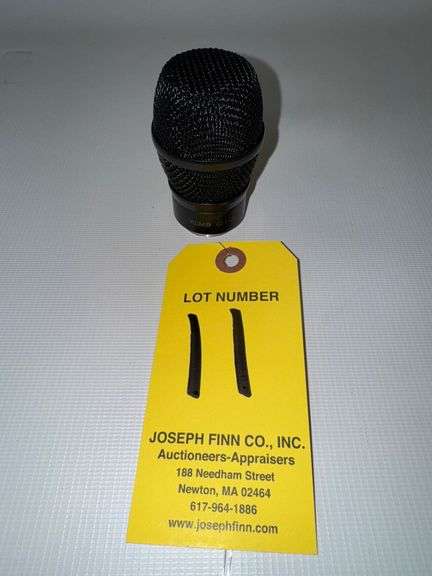 LOT NUMBER
11
JOSEPH FINN CO., INC.
Auctioneers-Appraisers
188 Needham Street
Newton, MA 02464
617-964-1886
www.josephfinn.com